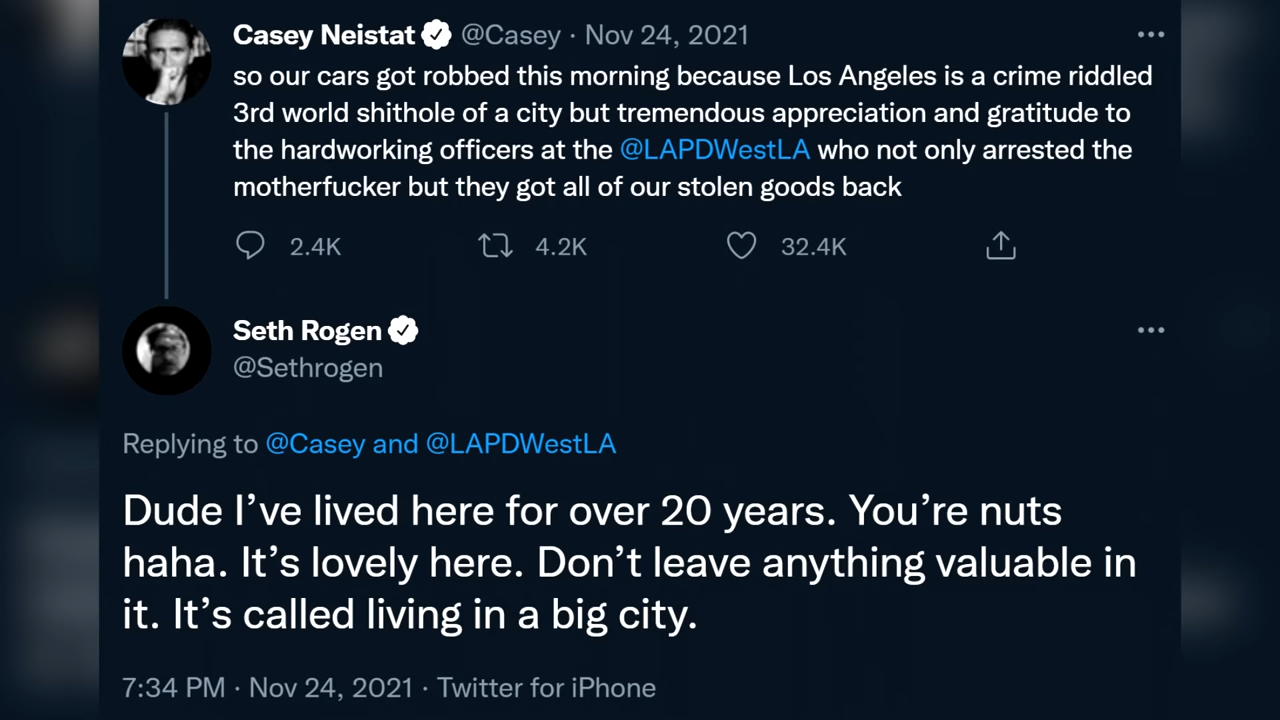 Casey Neistat @Casey · Nov 24, 2021
so our cars got robbed this morning because Los Angeles is a crime riddled
3rd world shithole of a city but tremendous appreciation and gratitude to
the hardworking officers at the @LAPDWestLA who not only arrested the
motherfucker but they got all of our stolen goods back
2.4K 4.2K 32.4K
Seth Rogen
@Sethrogen
Replying to @Casey and @LAPDWestLA
Dude I’ve lived here for over 20 years. You’re nuts
haha. It’s lovely here. Don’t leave anything valuable in
it. It’s called living in a big city.
7:34 PM · Nov 24, 2021 · Twitter for iPhone